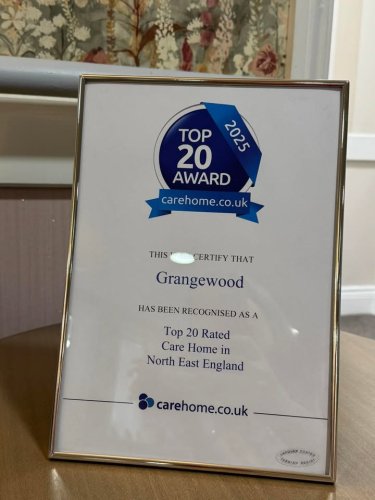 2025
TOP
20
AWARD
carehome.co.uk
THIS CERTIFY THAT
Grangewood
HAS BEEN RECOGNISED AS A
Top 20 Rated
Care Home in
North East England
carehome.co.uk